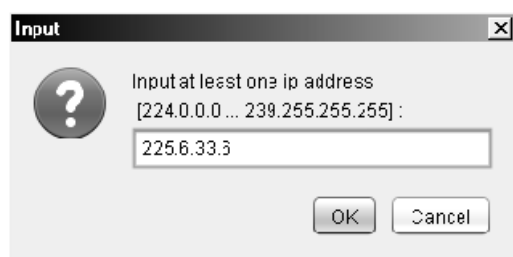 Input
Input at least one ip address
[224.0.0.0 ... 239.255.255.255] :
225.6.33.6
OK
Cancel